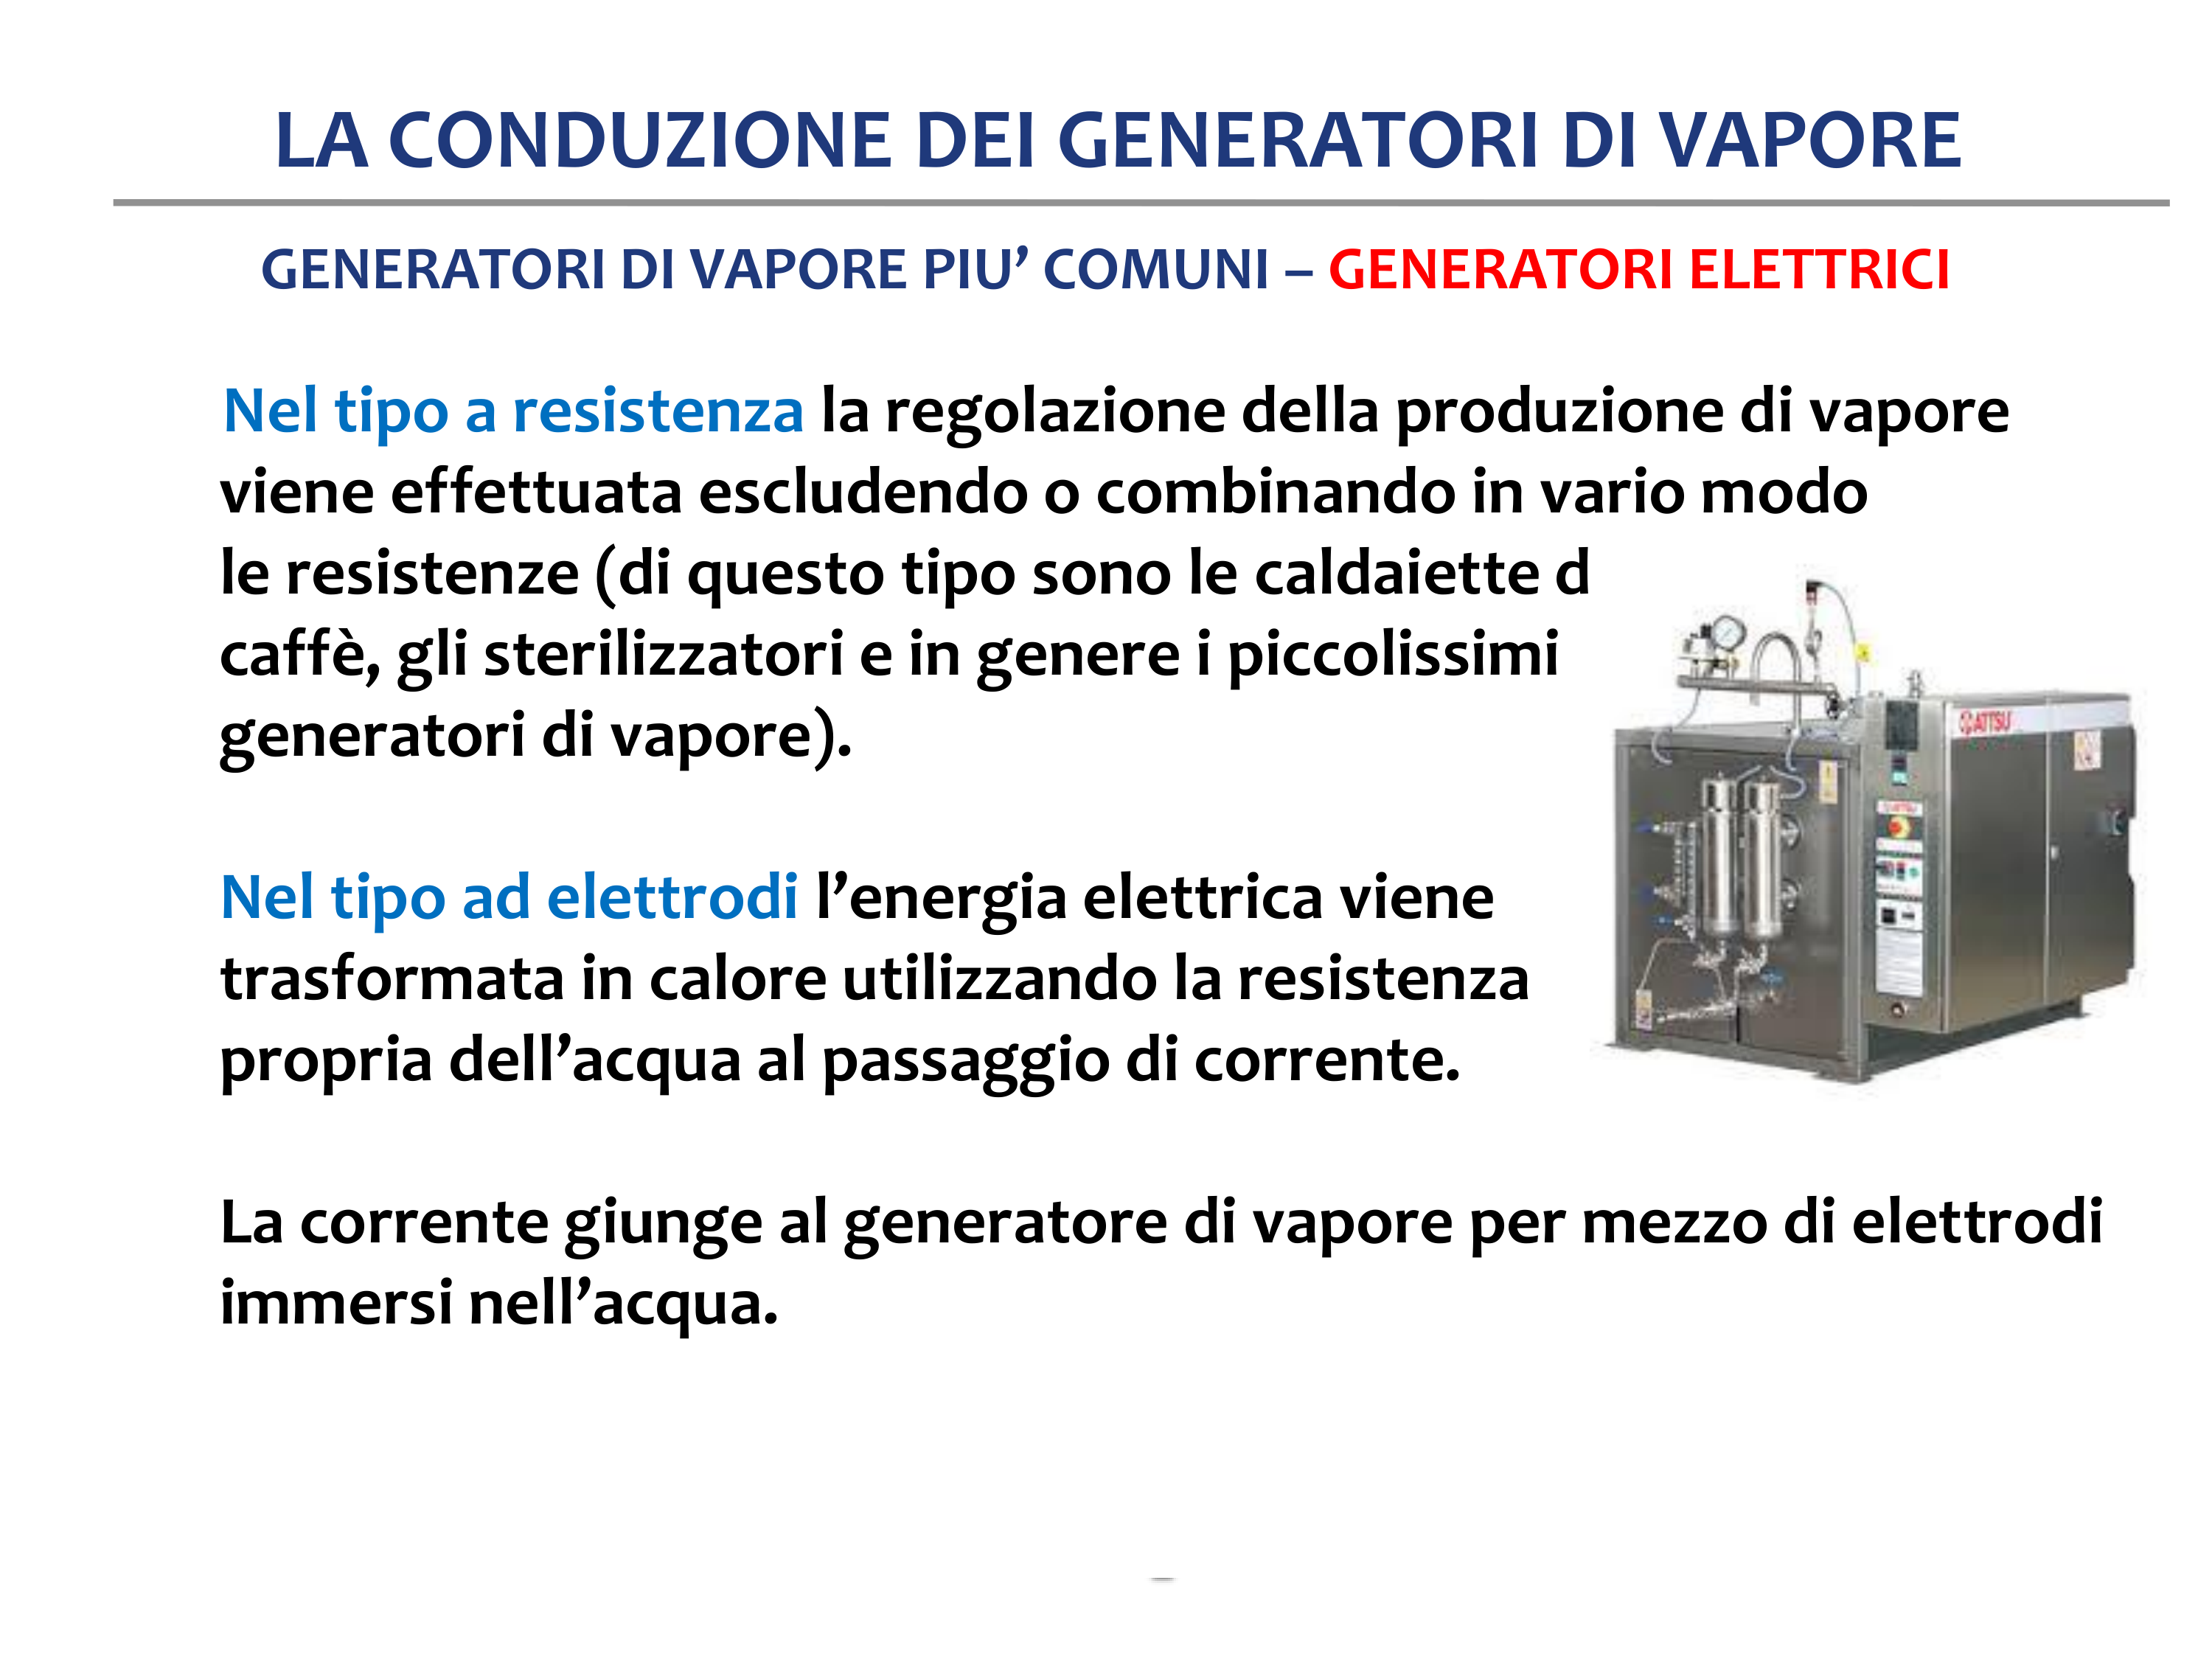 LA CONDUZIONE DEI GENERATORI DI VAPORE
GENERATORI DI VAPORE PIU’ COMUNI – GENERATORI ELETTRICI
Nel tipo a resistenza la regolazione della produzione di vapore
viene effettuata escludendo o combinando in vario modo
le resistenze (di questo tipo sono le caldaiette d
caffè, gli sterilizzatori e in genere i piccolissimi
generatori di vapore).
ATTSU
Nel tipo ad elettrodi l’energia elettrica viene
trasformata in calore utilizzando la resistenza
propria dell’acqua al passaggio di corrente.
La corrente giunge al generatore di vapore per mezzo di elettrodi
immersi nell’acqua.